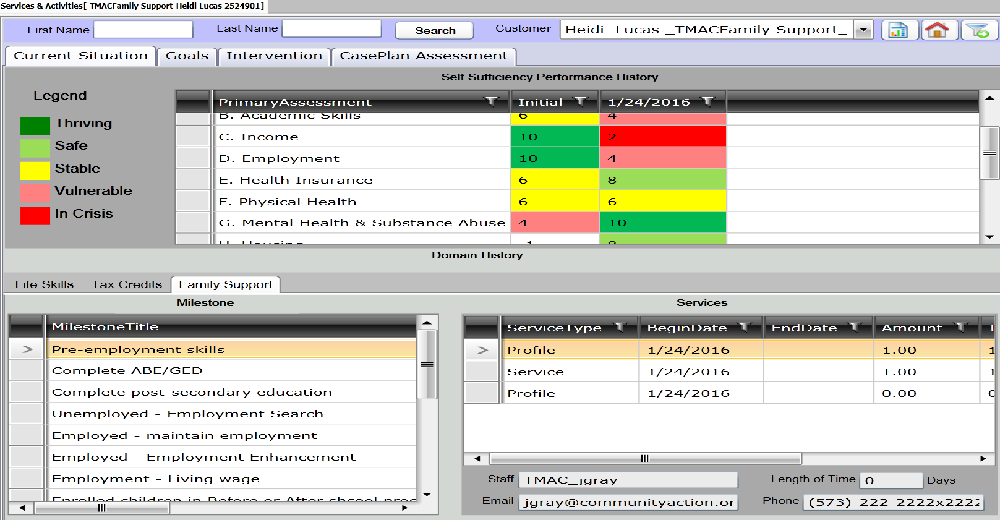 Services & Activities[ TMACFamily Support Heidi Lucas 2524901]
First Name Last Name Search Customer Heidi Lucas _TMACFamily Support_
Current Situation Goals Intervention CasePlan Assessment
Self Sufficiency Performance History
Legend
Thriving
Safe
Stable
Vulnerable
In Crisis
PrimaryAssessment Initial 1/24/2016
B. Academic Skills 6 4
C. Income 10 2
D. Employment 10 4
E. Health Insurance 6 8
F. Physical Health 6 6
G. Mental Health & Substance Abuse 4 10
H. Housing -1 8
Domain History
Life Skills Tax Credits Family Support
Milestone
MilestoneTitle
> Pre-employment skills
Complete ABE/GED
Complete post-secondary education
Unemployed - Employment Search
Employed - maintain employment
Employed - Employment Enhancement
Employment - Living wage
Enrolled children in Before or After shcool proc
Services
ServiceType BeginDate EndDate Amount T
> Profile 1/24/2016 1.00 1
Service 1/24/2016 1.00 1
Profile 1/24/2016 0.00 0
Staff TMAC_jgray Length of Time 0 Days
Email jgray@communityaction.or Phone (573)-222-2222x2222